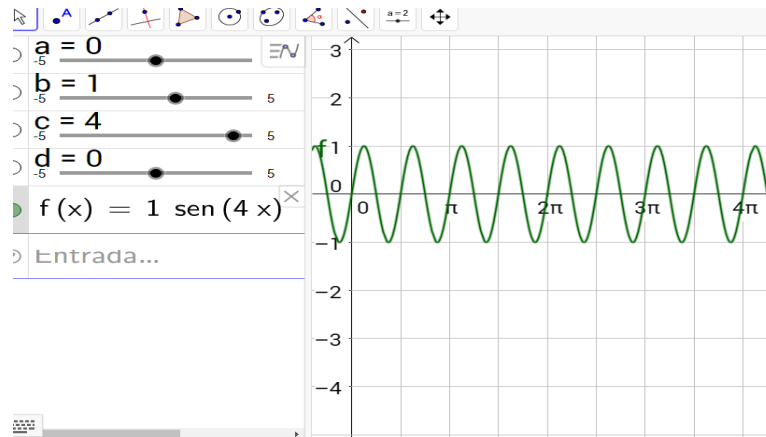 A
α
a=2
a = 0
-5
b = 1
-5 5
c = 4
-5 5
d = 0
-5 5
f (x) = 1 sen (4 x)
Entrada...
3
2
f 1
0
0 π 2π 3π 4π
−1
−2
−3
−4